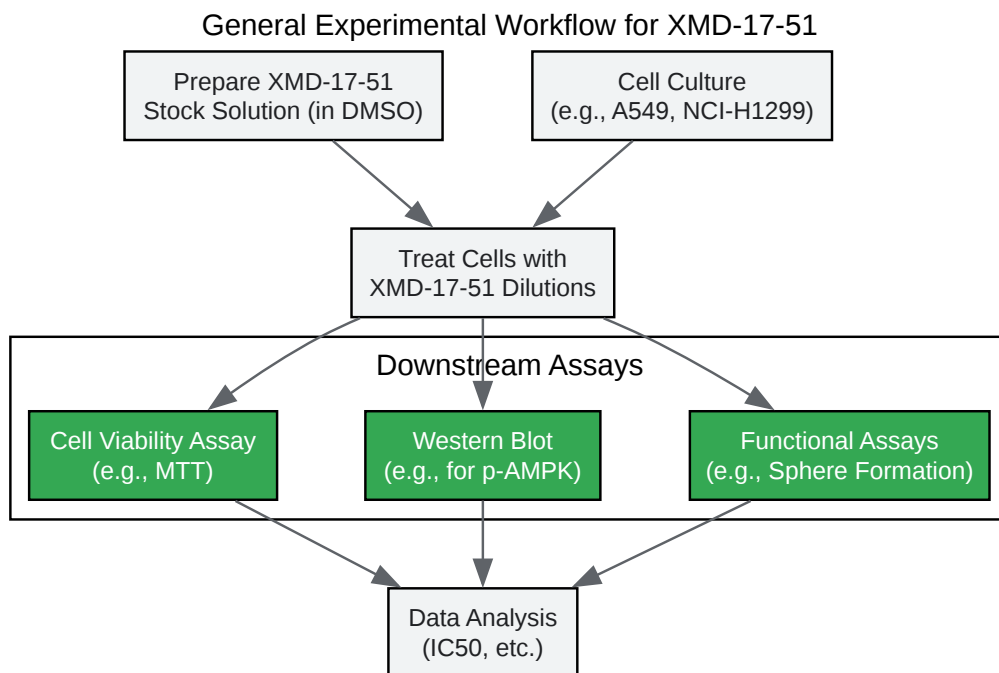 General Experimental Workflow for XMD-17-51
Prepare XMD-17-51
Stock Solution (in DMSO)
Cell Culture
(e.g., A549, NCI-H1299)
Treat Cells with
XMD-17-51 Dilutions
Downstream Assays
Cell Viability Assay
(e.g., MTT)
Western Blot
(e.g., for p-AMPK)
Functional Assays
(e.g., Sphere Formation)
Data Analysis
(IC50, etc.)